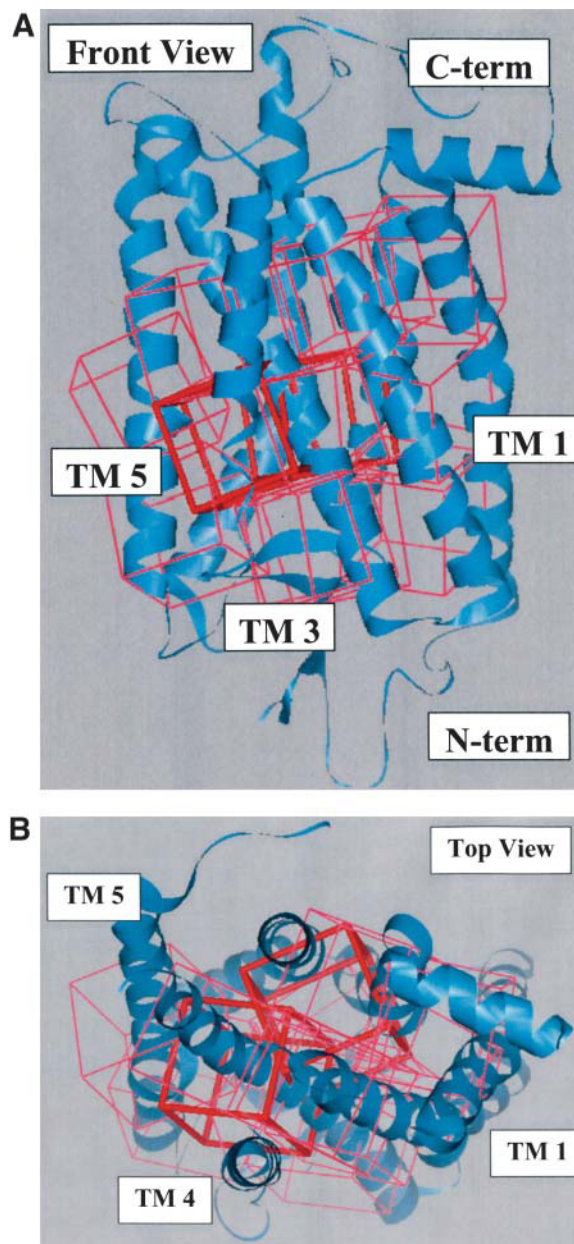 A
Front View
C-term
TM 5
TM 1
TM 3
N-term
B
Top View
TM 5
TM 4
TM 1